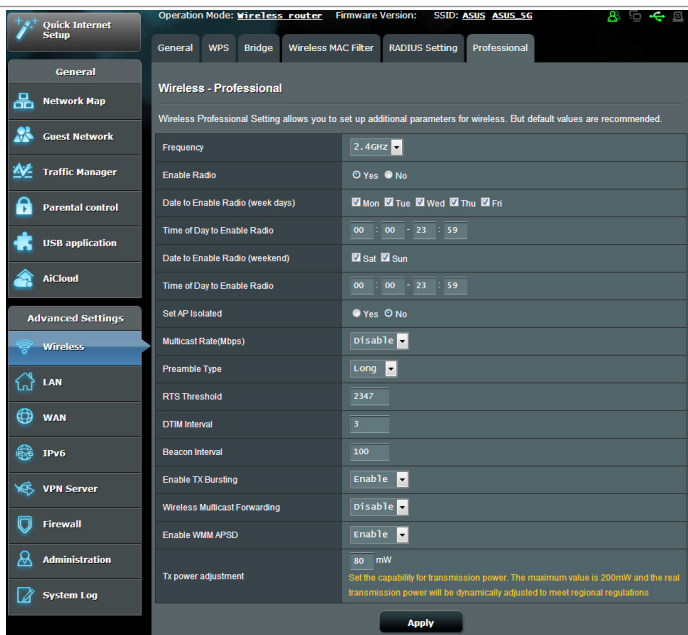 Operation Mode: Wireless router Firmware Version: SSID: ASUS ASUS_5G
Quick Internet
Setup
General WPS Bridge Wireless MAC Filter RADIUS Setting Professional
General
Network Map
Guest Network
Traffic Manager
Parental control
USB application
AiCloud
Advanced Settings
Wireless
LAN
WAN
IPv6
VPN Server
Firewall
Administration
System Log
Wireless - Professional
Wireless Professional Setting allows you to set up additional parameters for wireless. But default values are recommended.
Frequency 2.4GHz
Enable Radio Yes No
Date to Enable Radio (week days) Mon Tue Wed Thu Fri
Time of Day to Enable Radio 00 : 00 - 23 : 59
Date to Enable Radio (weekend) Sat Sun
Time of Day to Enable Radio 00 : 00 - 23 : 59
Set AP Isolated Yes No
Multicast Rate(Mbps) Disable
Preamble Type Long
RTS Threshold 2347
DTIM Interval 3
Beacon Interval 100
Enable TX Bursting Enable
Wireless Multicast Forwarding Disable
Enable WMM APSD Enable
Tx power adjustment 80 mW
Set the capability for transmission power. The maximum value is 200mW and the real
transmission power will be dynamically adjusted to meet regional regulations
Apply